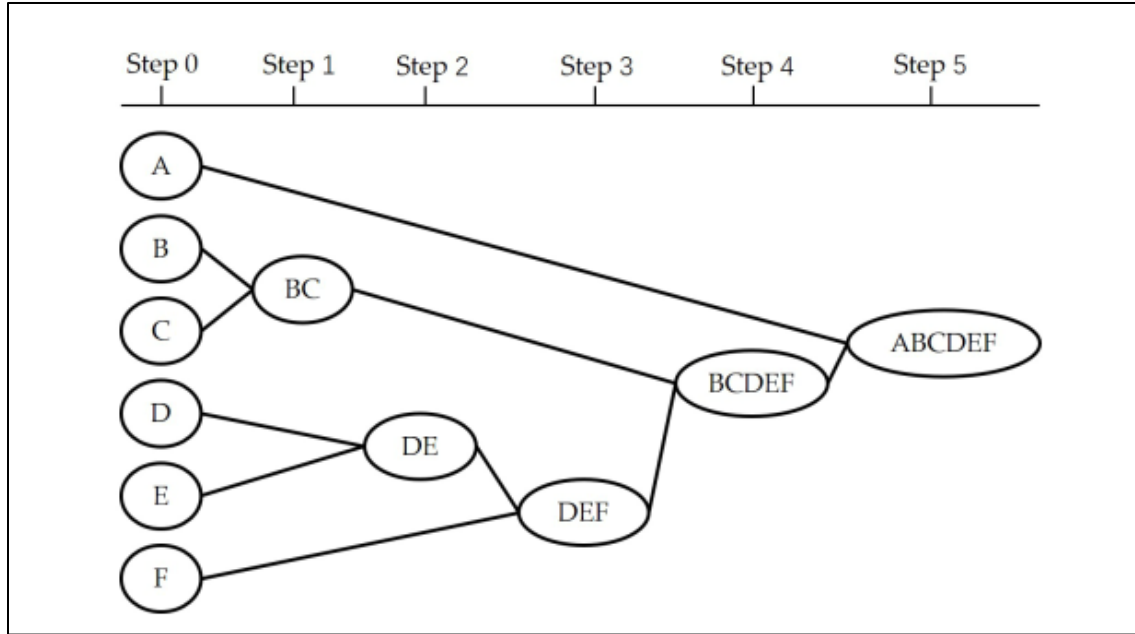 Step 0 Step 1 Step 2 Step 3 Step 4 Step 5
A
B
BC
C
ABCDEF
BCDEF
D
DE
E
DEF
F